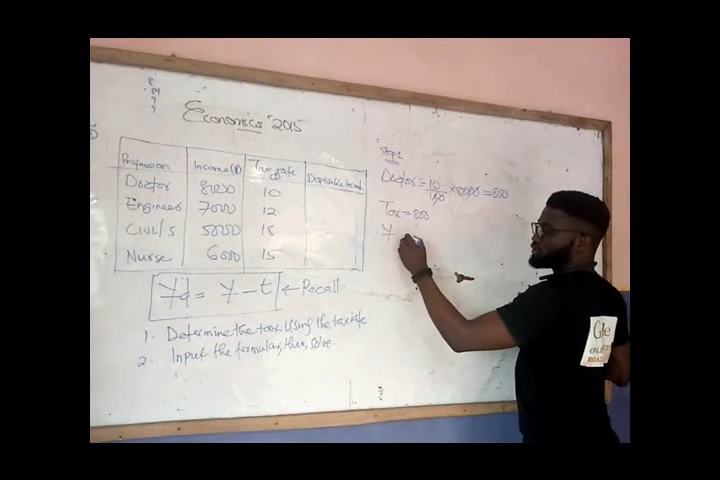 Economics 2015
Profession Income (₦) Tax rate Disposable Income
Doctor 8000 10
Engineer 7000 12
Civil/s 5000 18
Nurse 6000 15
Yd = Y - t ← Recall
1. Determine the tax Using the tax rate
2. Input the formular, then, solve
Step 1
Doctor = 10/100 × 8000 = 800
Tax = 800
Y